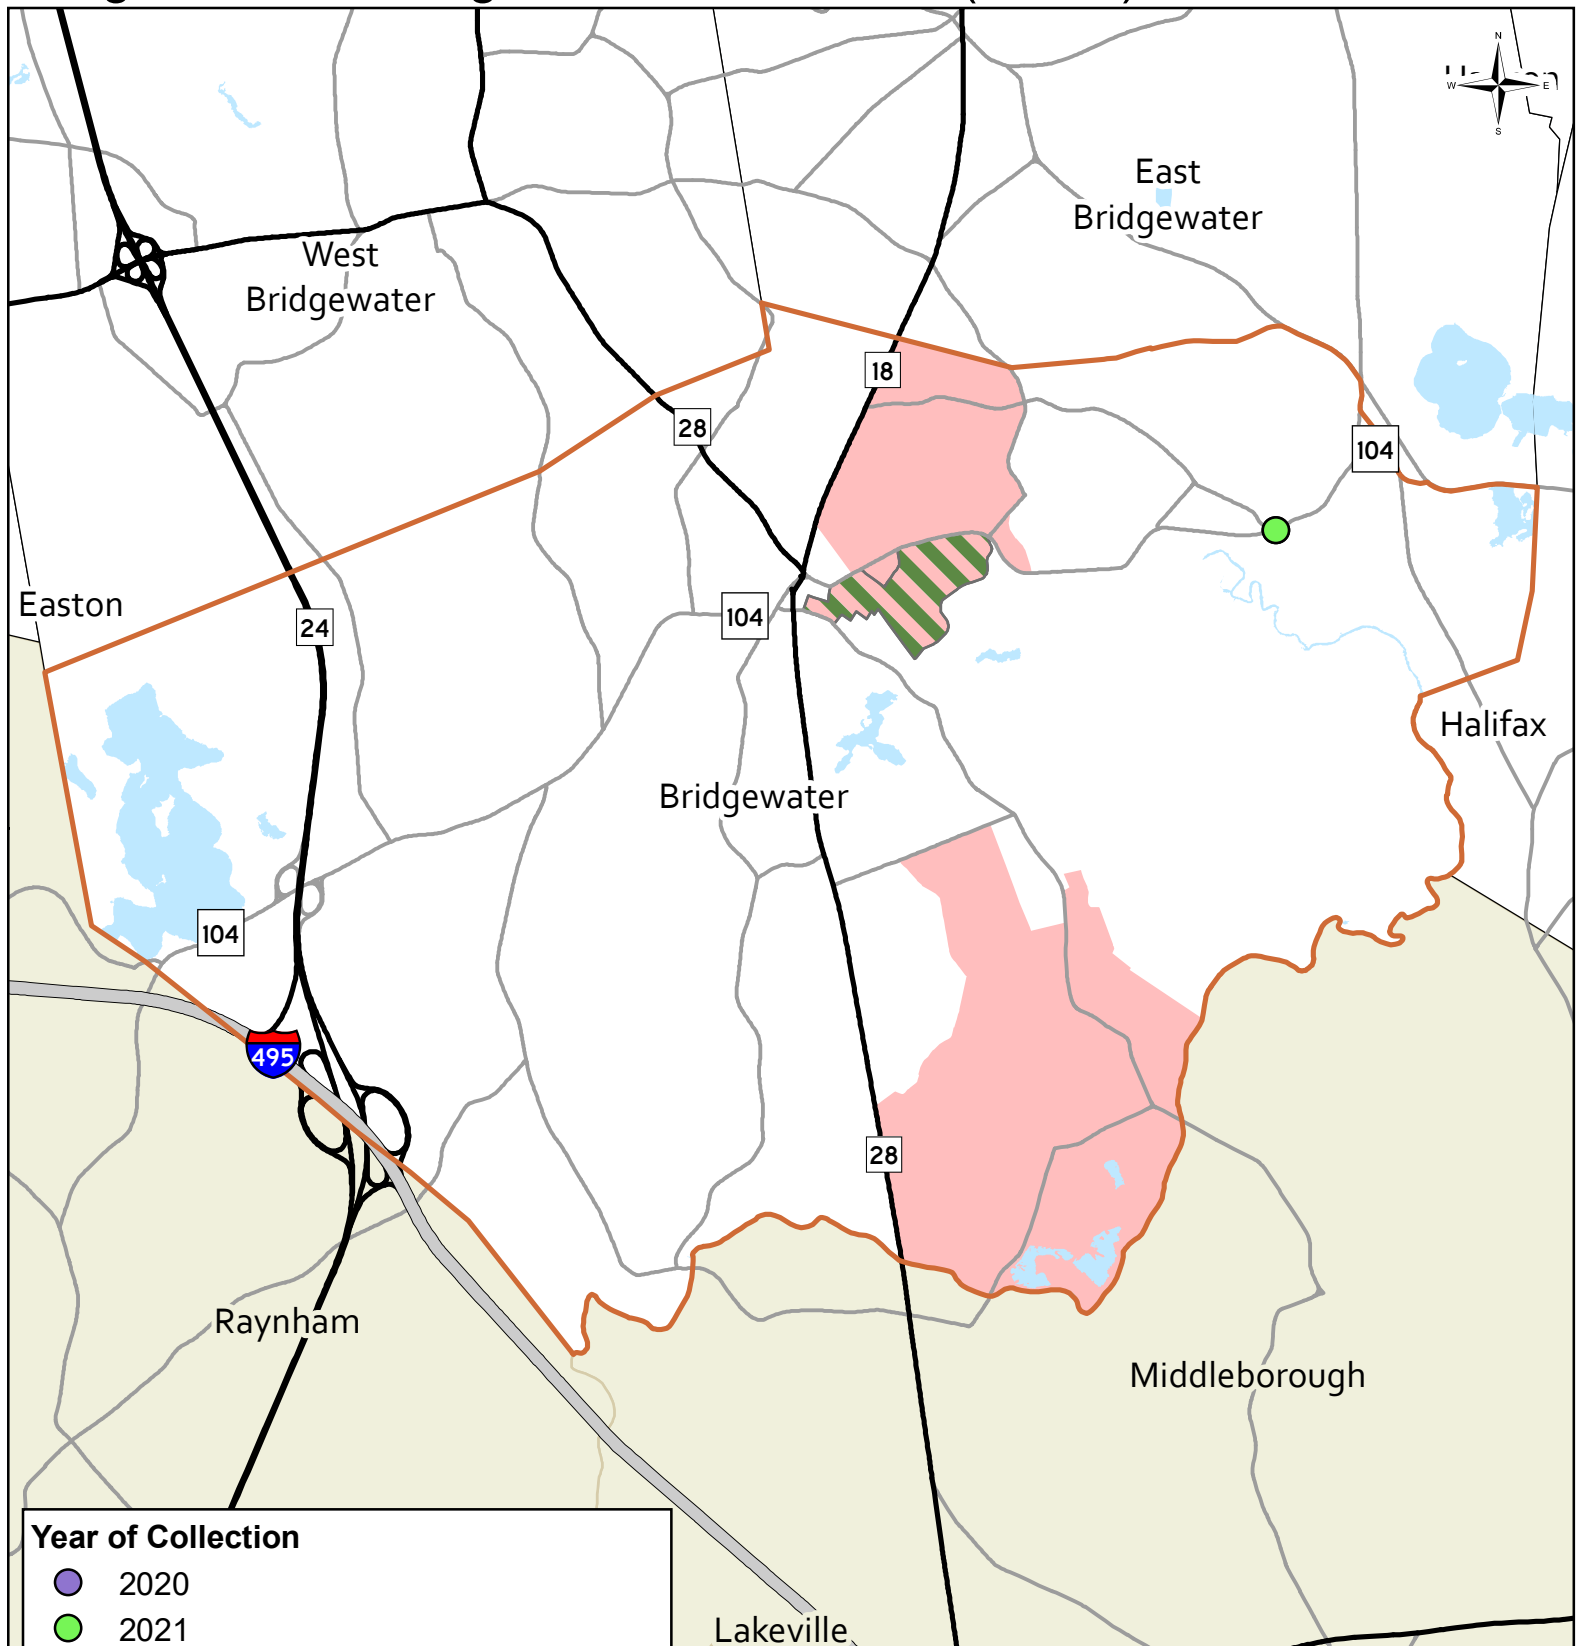 N
W
E
S
East
Bridgewater
West
Bridgewater
18
28
104
Easton
24
104
Halifax
Bridgewater
104
495
28
Raynham
Middleborough
Year of Collection
2020
2021
Lakeville